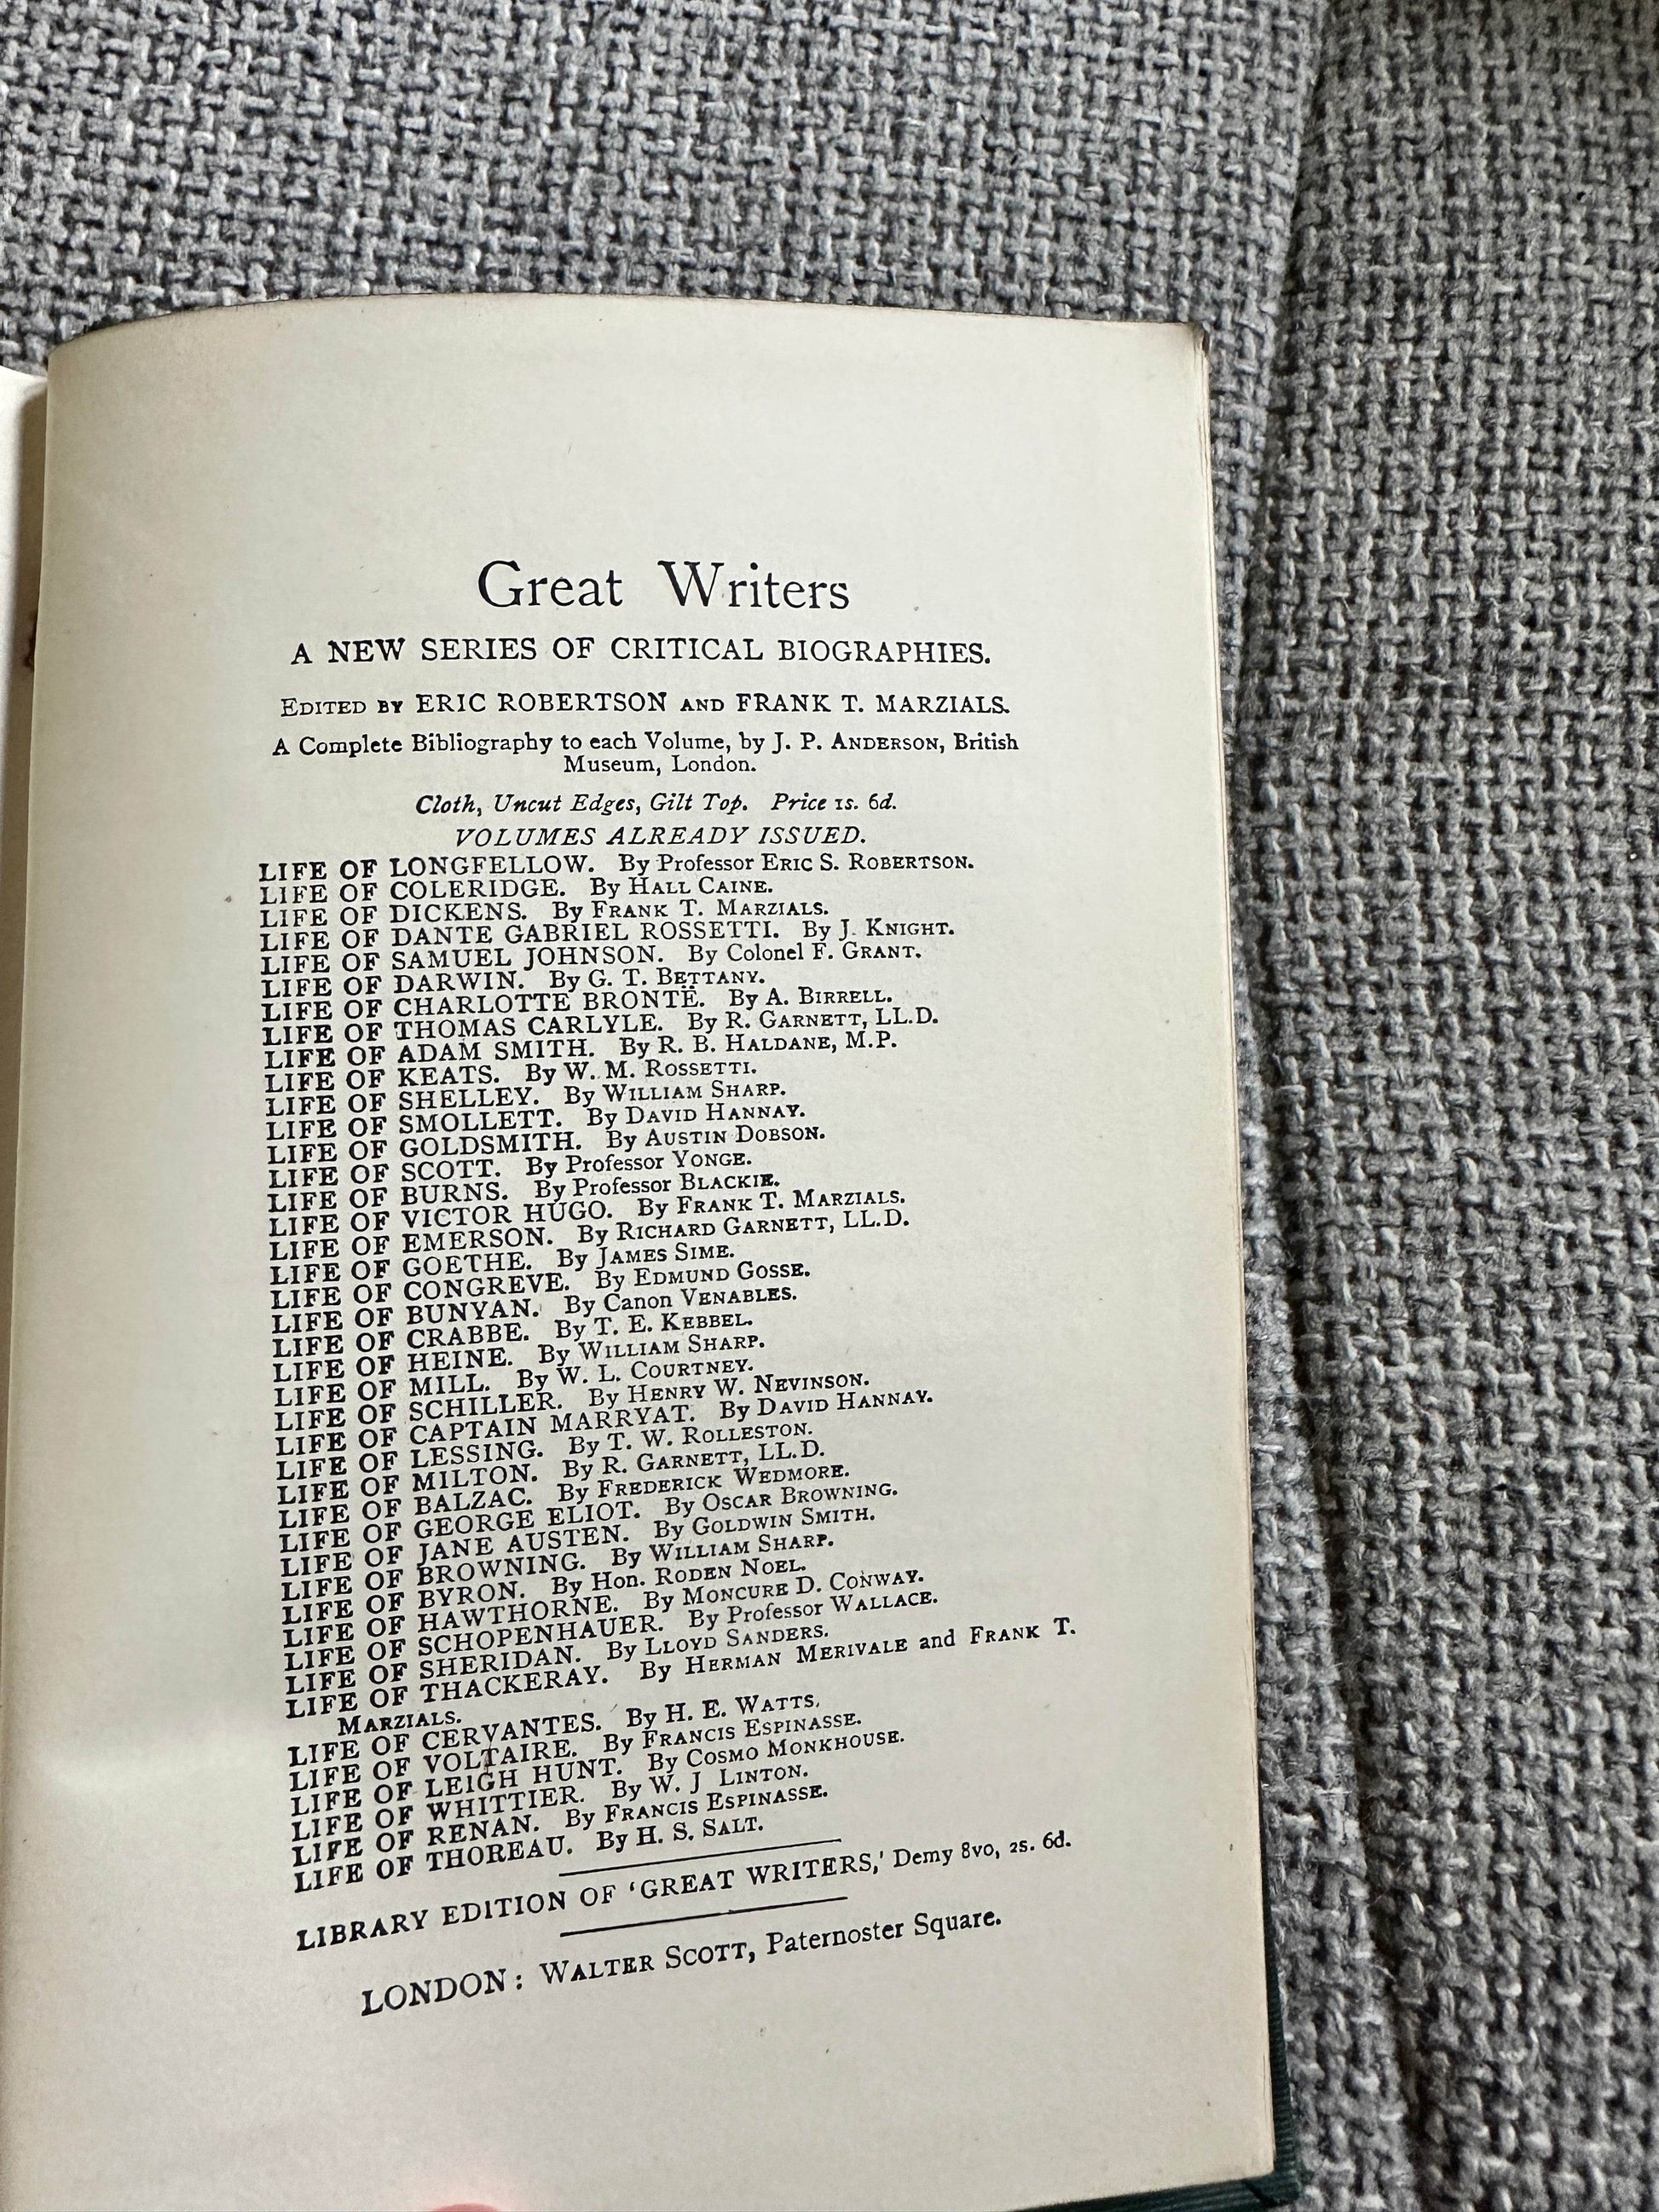 Great Writers
A NEW SERIES OF CRITICAL BIOGRAPHIES.
EDITED BY ERIC ROBERTSON AND FRANK T. MARZIALS.
A Complete Bibliography to each Volume, by J. P. ANDERSON, British
Museum, London.
Cloth, Uncut Edges, Gilt Top. Price 1s. 6d.
VOLUMES ALREADY ISSUED.
LIFE OF LONGFELLOW. By Professor ERIC S. ROBERTSON.
LIFE OF COLERIDGE. By HALL CAINE.
LIFE OF DICKENS. By FRANK T. MARZIALS.
LIFE OF DANTE GABRIEL ROSSETTI. By J. KNIGHT.
LIFE OF SAMUEL JOHNSON. By Colonel F. GRANT.
LIFE OF DARWIN. By G. T. BETTANY.
LIFE OF CHARLOTTE BRONTË. By A. BIRRELL.
LIFE OF THOMAS CARLYLE. By R. GARNETT, LL.D.
LIFE OF ADAM SMITH. By R. B. HALDANE, M.P.
LIFE OF KEATS. By W. M. ROSSETTI.
LIFE OF SHELLEY. By WILLIAM SHARP.
LIFE OF SMOLLETT. By DAVID HANNAY.
LIFE OF GOLDSMITH. By AUSTIN DOBSON.
LIFE OF SCOTT. By Professor YONGE.
LIFE OF BURNS. By Professor BLACKIE.
LIFE OF VICTOR HUGO. By FRANK T. MARZIALS.
LIFE OF EMERSON. By RICHARD GARNETT, LL.D.
LIFE OF GOETHE. By JAMES SIME.
LIFE OF CONGREVE. By EDMUND GOSSE.
LIFE OF BUNYAN. By Canon VENABLES.
LIFE OF CRABBE. By T. E. KEBBEL.
LIFE OF HEINE. By WILLIAM SHARP.
LIFE OF MILL. By W. L. COURTNEY.
LIFE OF SCHILLER. By HENRY W. NEVINSON.
LIFE OF CAPTAIN MARRYAT. By DAVID HANNAY.
LIFE OF LESSING. By T. W. ROLLESTON.
LIFE OF MILTON. By R. GARNETT, LL.D.
LIFE OF BALZAC. By FREDERICK WEDMORE.
LIFE OF GEORGE ELIOT. By OSCAR BROWNING.
LIFE OF JANE AUSTEN. By GOLDWIN SMITH.
LIFE OF BROWNING. By WILLIAM SHARP.
LIFE OF BYRON. By Hon. RODEN NOEL.
LIFE OF HAWTHORNE. By MONCURE D. CONWAY.
LIFE OF SCHOPENHAUER. By Professor WALLACE.
LIFE OF SHERIDAN. By LLOYD SANDERS.
LIFE OF THACKERAY. By HERMAN MERIVALE and FRANK T.
MARZIALS.
LIFE OF CERVANTES. By H. E. WATTS.
LIFE OF VOLTAIRE. By FRANCIS ESPINASSE.
LIFE OF LEIGH HUNT. By COSMO MONKHOUSE.
LIFE OF WHITTIER. By W. J LINTON.
LIFE OF RENAN. By FRANCIS ESPINASSE.
LIFE OF THOREAU. By H. S. SALT.
LIBRARY EDITION OF 'GREAT WRITERS,' Demy 8vo, 2s. 6d.
LONDON: WALTER SCOTT, Paternoster Square.